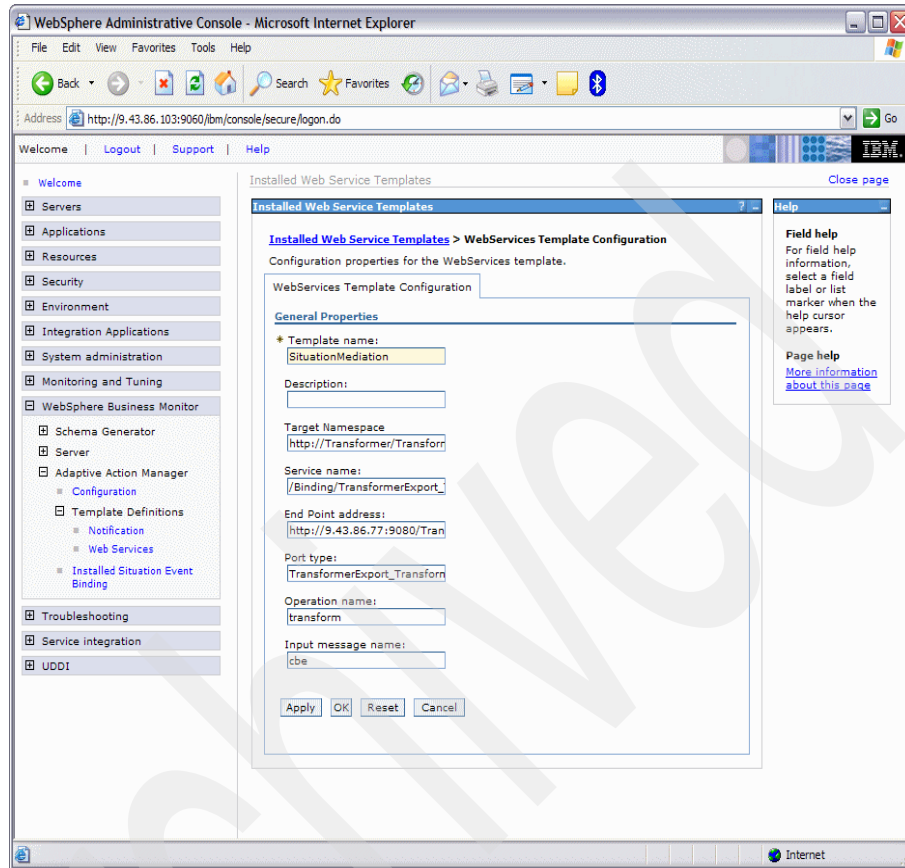 WebSphere Administrative Console - Microsoft Internet Explorer
File Edit View Favorites Tools Help
Back Search Favorites
Address http://9.43.86.103:9060/ibm/console/secure/logon.do Go
Welcome | Logout | Support | Help IBM.
Welcome
Servers
Applications
Resources
Security
Environment
Integration Applications
System administration
Monitoring and Tuning
WebSphere Business Monitor
Schema Generator
Server
Adaptive Action Manager
Configuration
Template Definitions
Notification
Web Services
Installed Situation Event
Binding
Troubleshooting
Service integration
UDDI
Installed Web Service Templates Close page
Installed Web Service Templates ? -
Installed Web Service Templates > WebServices Template Configuration
Configuration properties for the WebServices template.
WebServices Template Configuration
General Properties
* Template name:
SituationMediation
Description:
Target Namespace
http://Transformer/Transforr
Service name:
/Binding/TransformerExport_
End Point address:
http://9.43.86.77:9080/Tran
Port type:
TransformerExport_Transforn
Operation name:
transform
Input message name:
cbe
Apply OK Reset Cancel
Help -
Field help
For field help
information,
select a field
label or list
marker when the
help cursor
appears.
Page help
More information
about this page
Internet